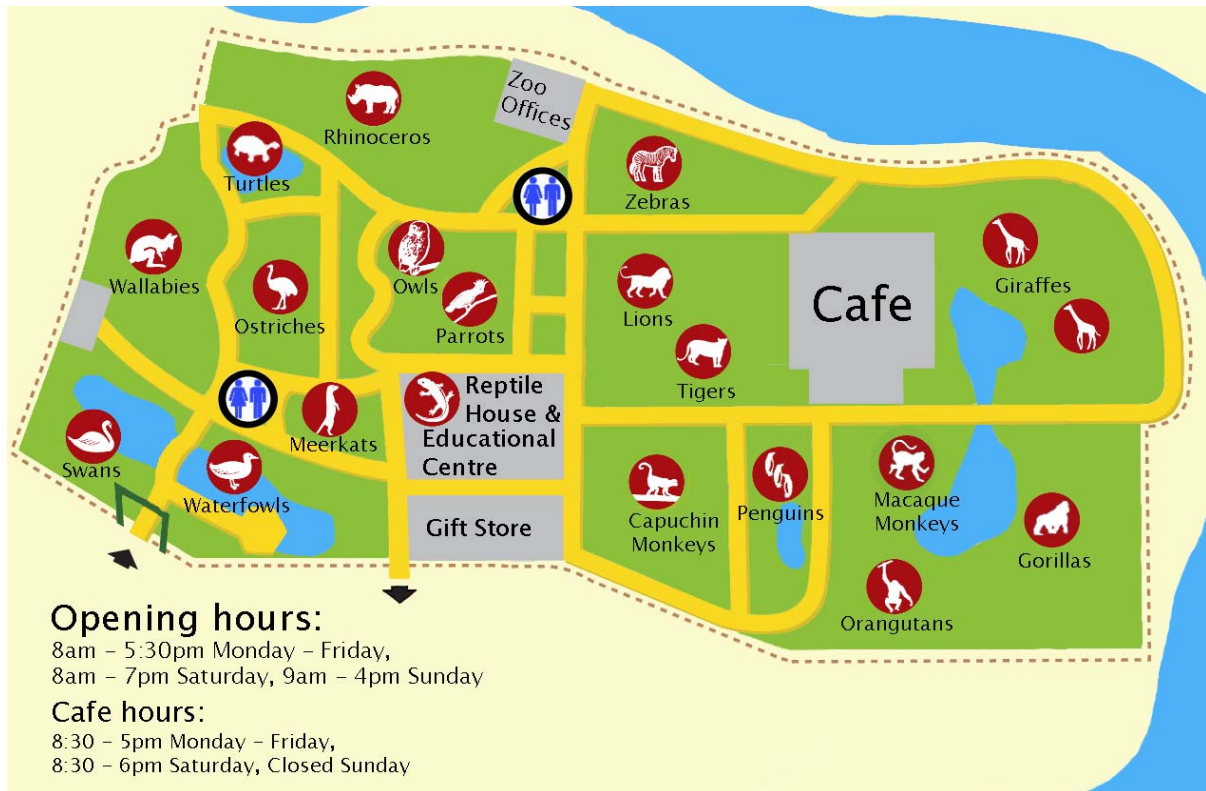 Zoo
Offices
Rhinoceros
Turtles
Zebras
Wallabies
Ostriches
Owls
Parrots
Lions
Tigers
Cafe
Giraffes
Reptile
House &
Educational
Centre
Meerkats
Swans
Waterfowls
Gift Store
Capuchin
Monkeys
Penguins
Macaque
Monkeys
Gorillas
Orangutans
Opening hours:
8am – 5:30pm Monday – Friday,
8am – 7pm Saturday, 9am – 4pm Sunday
Cafe hours:
8:30 – 5pm Monday – Friday,
8:30 – 6pm Saturday, Closed Sunday